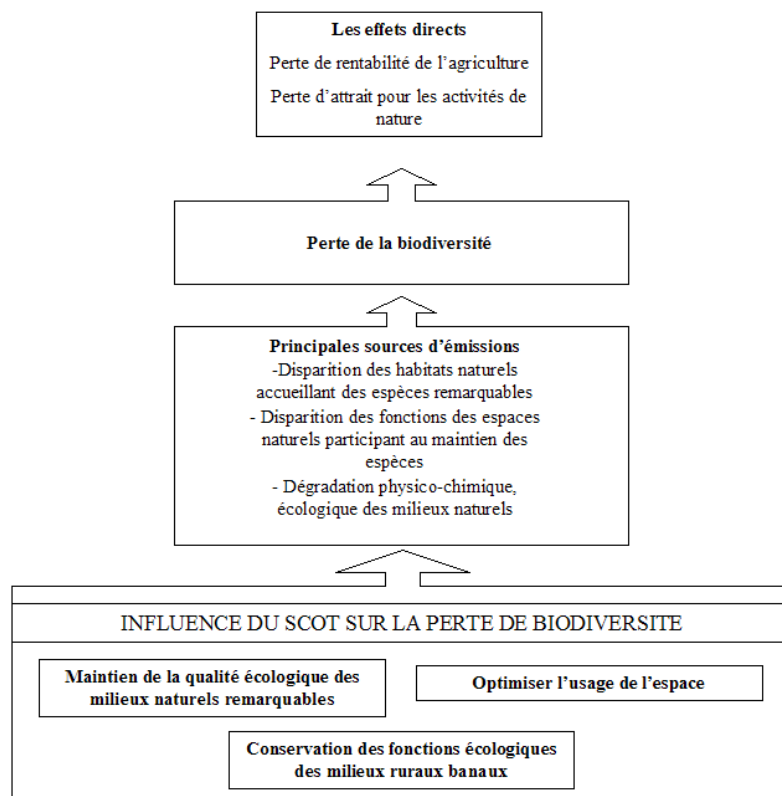 Les effets directs
Perte de rentabilité de l'agriculture
Perte d'attrait pour les activités de
nature
Perte de la biodiversité
Principales sources d'émissions
-Disparition des habitats naturels
accueillant des espèces remarquables
- Disparition des fonctions des espaces
naturels participant au maintien des
espèces
- Dégradation physico-chimique,
écologique des milieux naturels
INFLUENCE DU SCOT SUR LA PERTE DE BIODIVERSITE
Maintien de la qualité écologique des
milieux naturels remarquables
Optimiser l'usage de l'espace
Conservation des fonctions écologiques
des milieux ruraux banaux